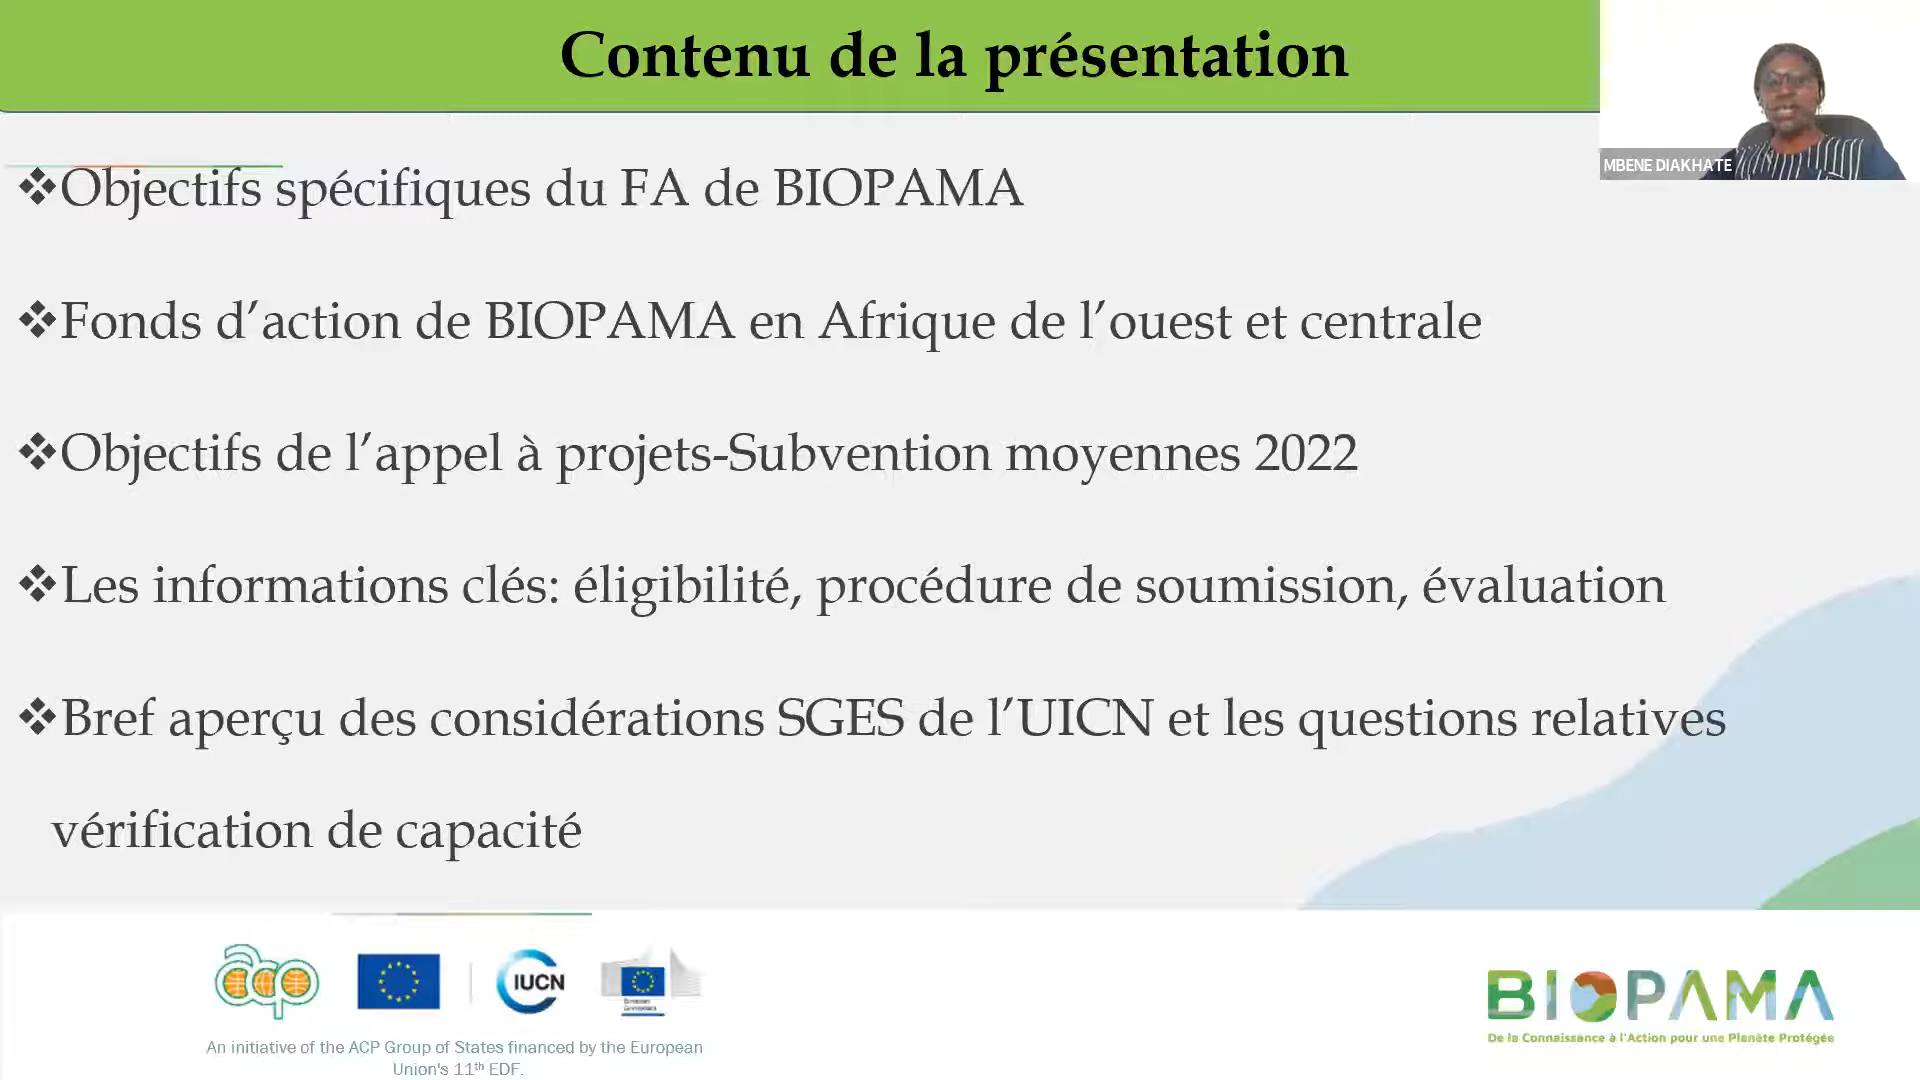 Contenu de la présentation
MBENE DIAKHATE
❖Objectifs spécifiques du FA de BIOPAMA
❖Fonds d’action de BIOPAMA en Afrique de l’ouest et centrale
❖Objectifs de l’appel à projets-Subvention moyennes 2022
❖Les informations clés: éligibilité, procédure de soumission, évaluation
❖Bref aperçu des considérations SGES de l’UICN et les questions relatives
vérification de capacité
acp
IUCN
European
Commission
An initiative of the ACP Group of States financed by the European
Union's 11th EDF.
BIOPAMA
De la Connaissance à l'Action pour une Planète Protégée